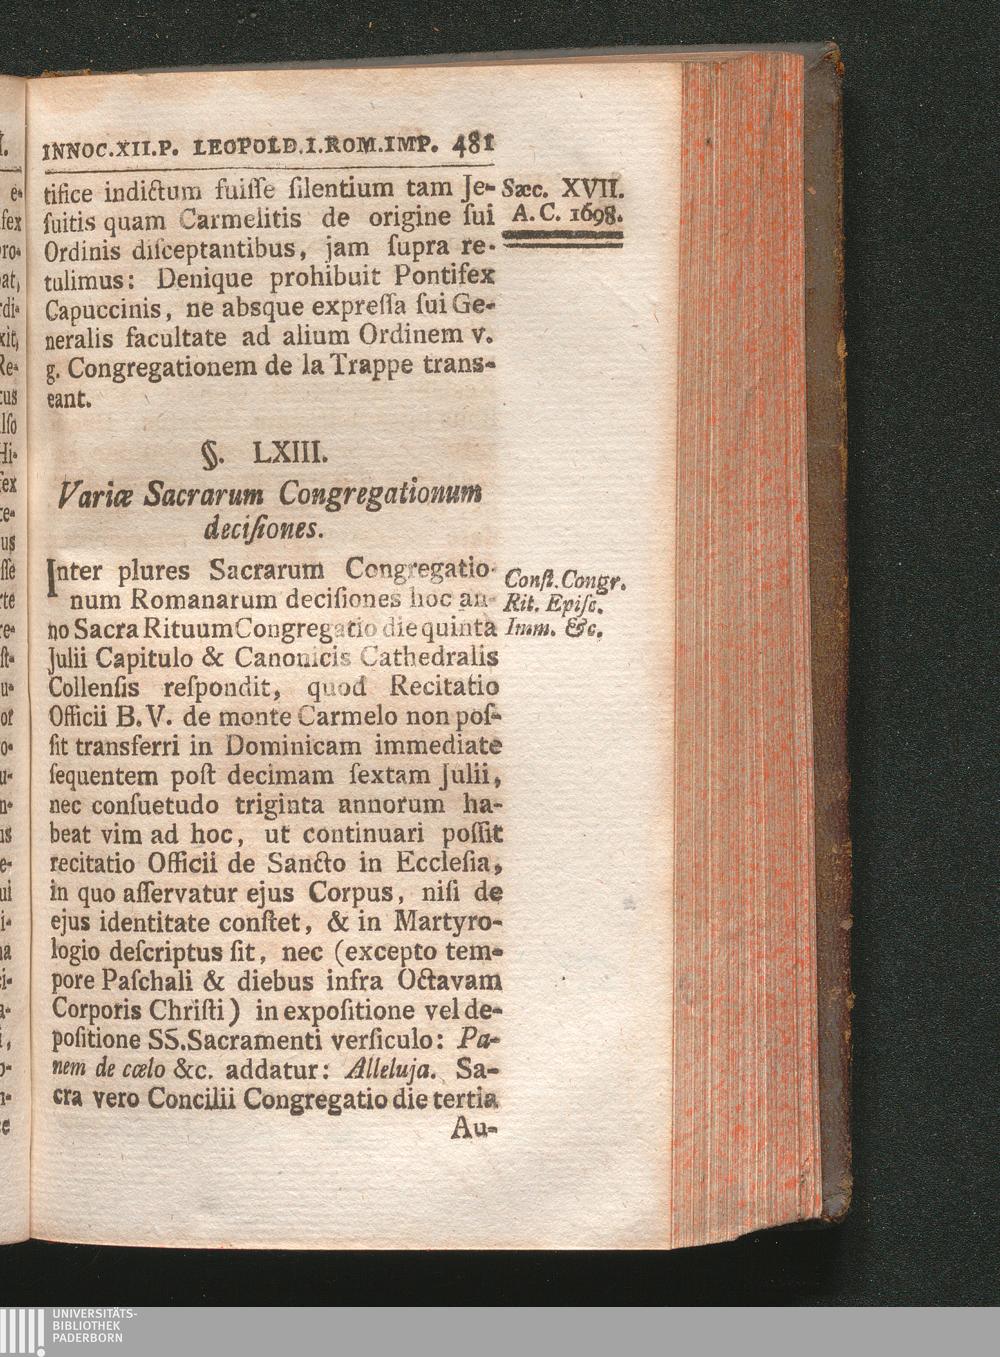 INNOC.XII.P. LEOPOLD.I.ROM.IMP. 481
tifice indictum fuiſſe ſilentium tam Je-
ſuitis quam Carmelitis de origine ſui
Ordinis diſceptantibus, jam ſupra re-
tulimus: Denique prohibuit Pontifex
Capuccinis, ne absque expreſſa ſui Ge-
neralis facultate ad alium Ordinem v.
g. Congregationem de la Trappe trans-
eant.
Sæc. XVII.
A. C. 1698.
§. LXIII.
Variæ Sacrarum Congregationum
deciſiones.
Inter plures Sacrarum Congregatio-
num Romanarum deciſiones hoc an-
no Sacra Rituum Congregatio die quinta
Julii Capitulo & Canonicis Cathedralis
Collenſis reſpondit, quod Recitatio
Officii B.V. de monte Carmelo non poſ-
ſit transferri in Dominicam immediate
ſequentem poſt decimam ſextam Julii,
nec conſuetudo triginta annorum ha-
beat vim ad hoc, ut continuari poſſit
recitatio Officii de Sancto in Eccleſia,
in quo aſſervatur ejus Corpus, niſi de
ejus identitate conſtet, & in Martyro-
logio deſcriptus ſit, nec (excepto tem-
pore Paſchali & diebus infra Octavam
Corporis Chriſti) in expoſitione vel de-
poſitione SS. Sacramenti verſiculo: Pa-
nem de cœlo &c. addatur: Alleluja. Sa-
cra vero Concilii Congregatio die tertia
Au-
Conſt. Congr.
Rit. Epiſc.
Imm. &c.
UNIVERSITÄTS-
BIBLIOTHEK
PADERBORN